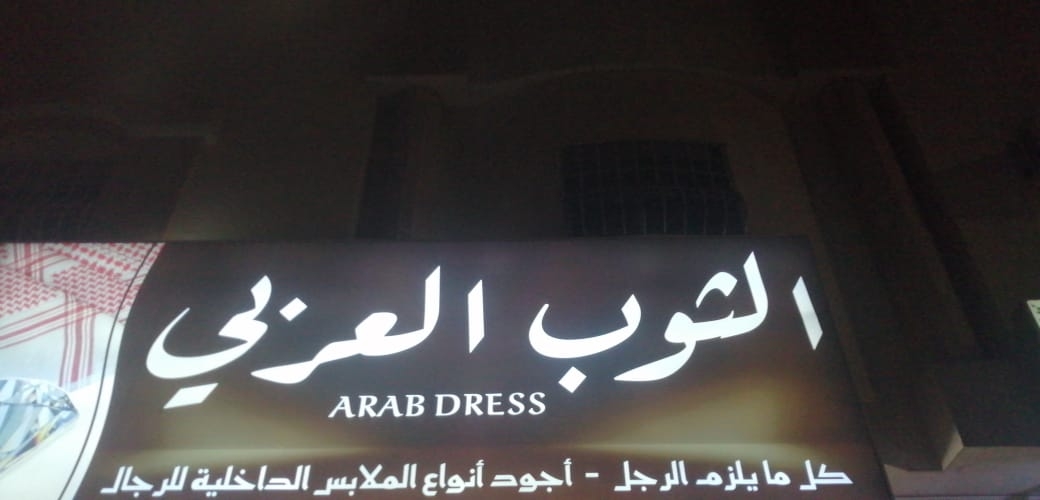 الثوب العربي
ARAB DRESS
كل ما يلزم الرجل - أجود أنواع الملابس الداخلية للرجال